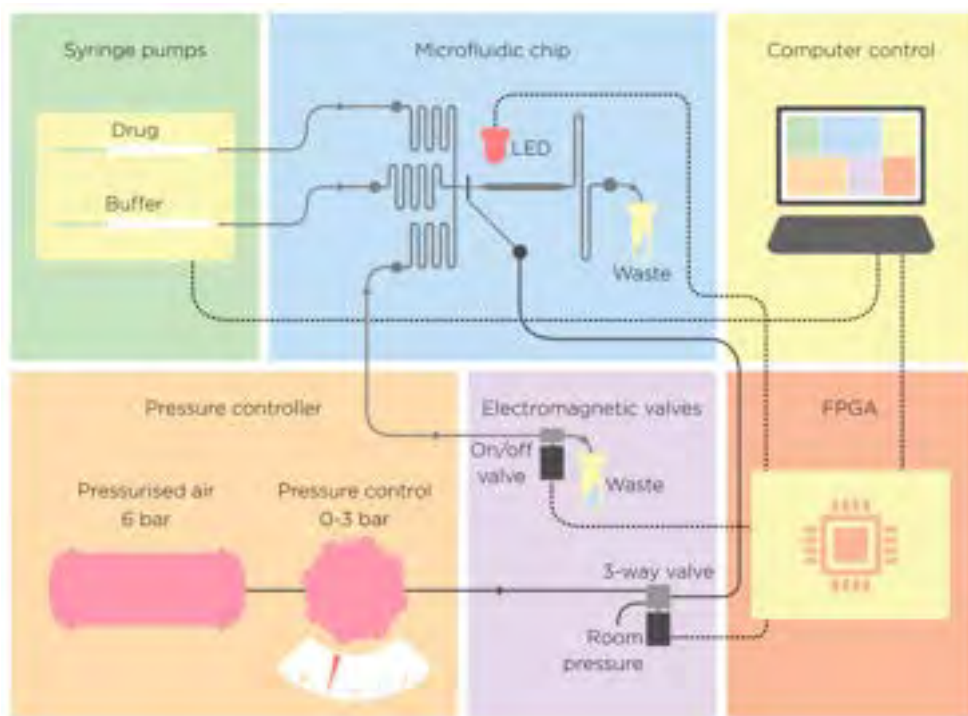 Syringe pumps
Microfluidic chip
Computer control
Drug
Buffer
LED
Waste
Pressure controller
Electromagnetic valves
FPGA
On/off
valve
Waste
Pressurised air
6 bar
Pressure control
0-3 bar
3-way valve
Room
pressure